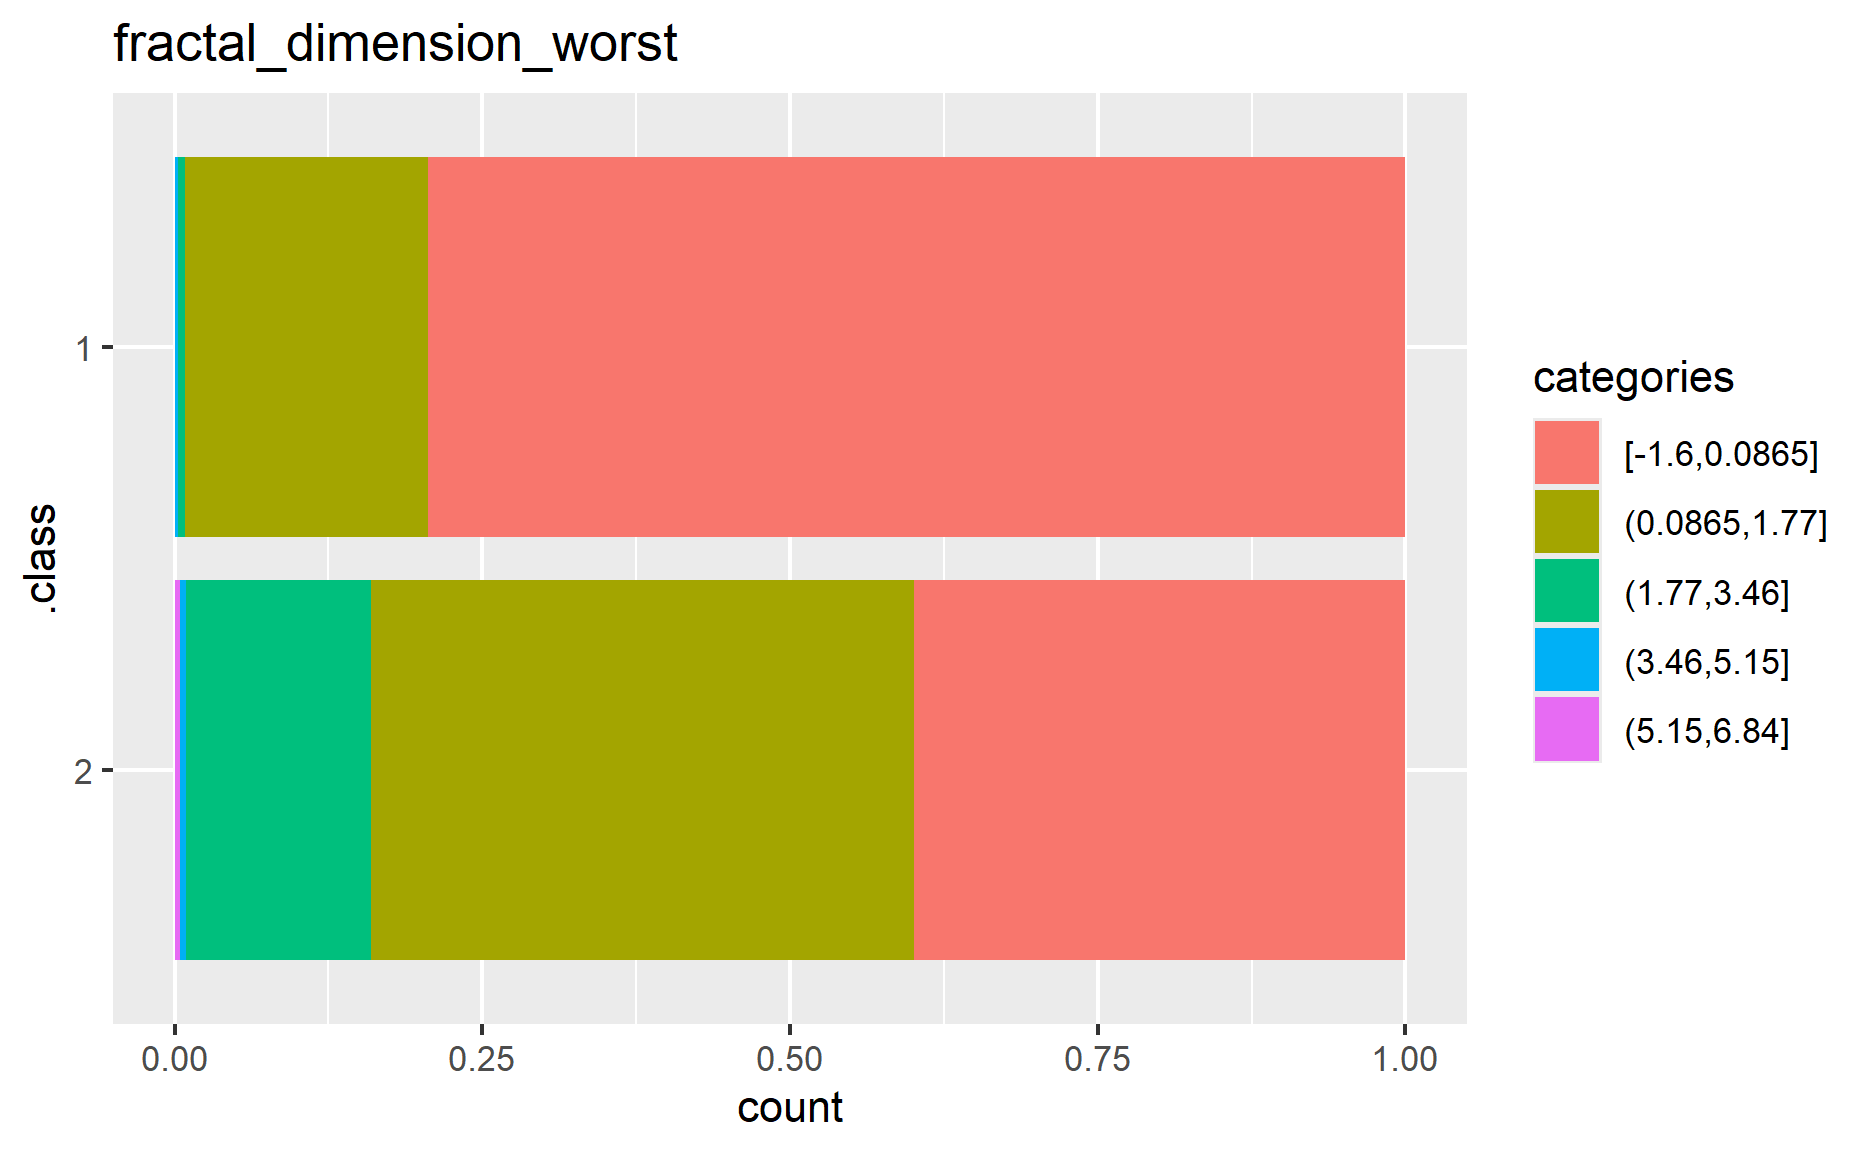 fractal_dimension_worst
.class
1
2
0.00 0.25 0.50 0.75 1.00
count
categories
[-1.6,0.0865]
(0.0865,1.77]
(1.77,3.46]
(3.46,5.15]
(5.15,6.84]